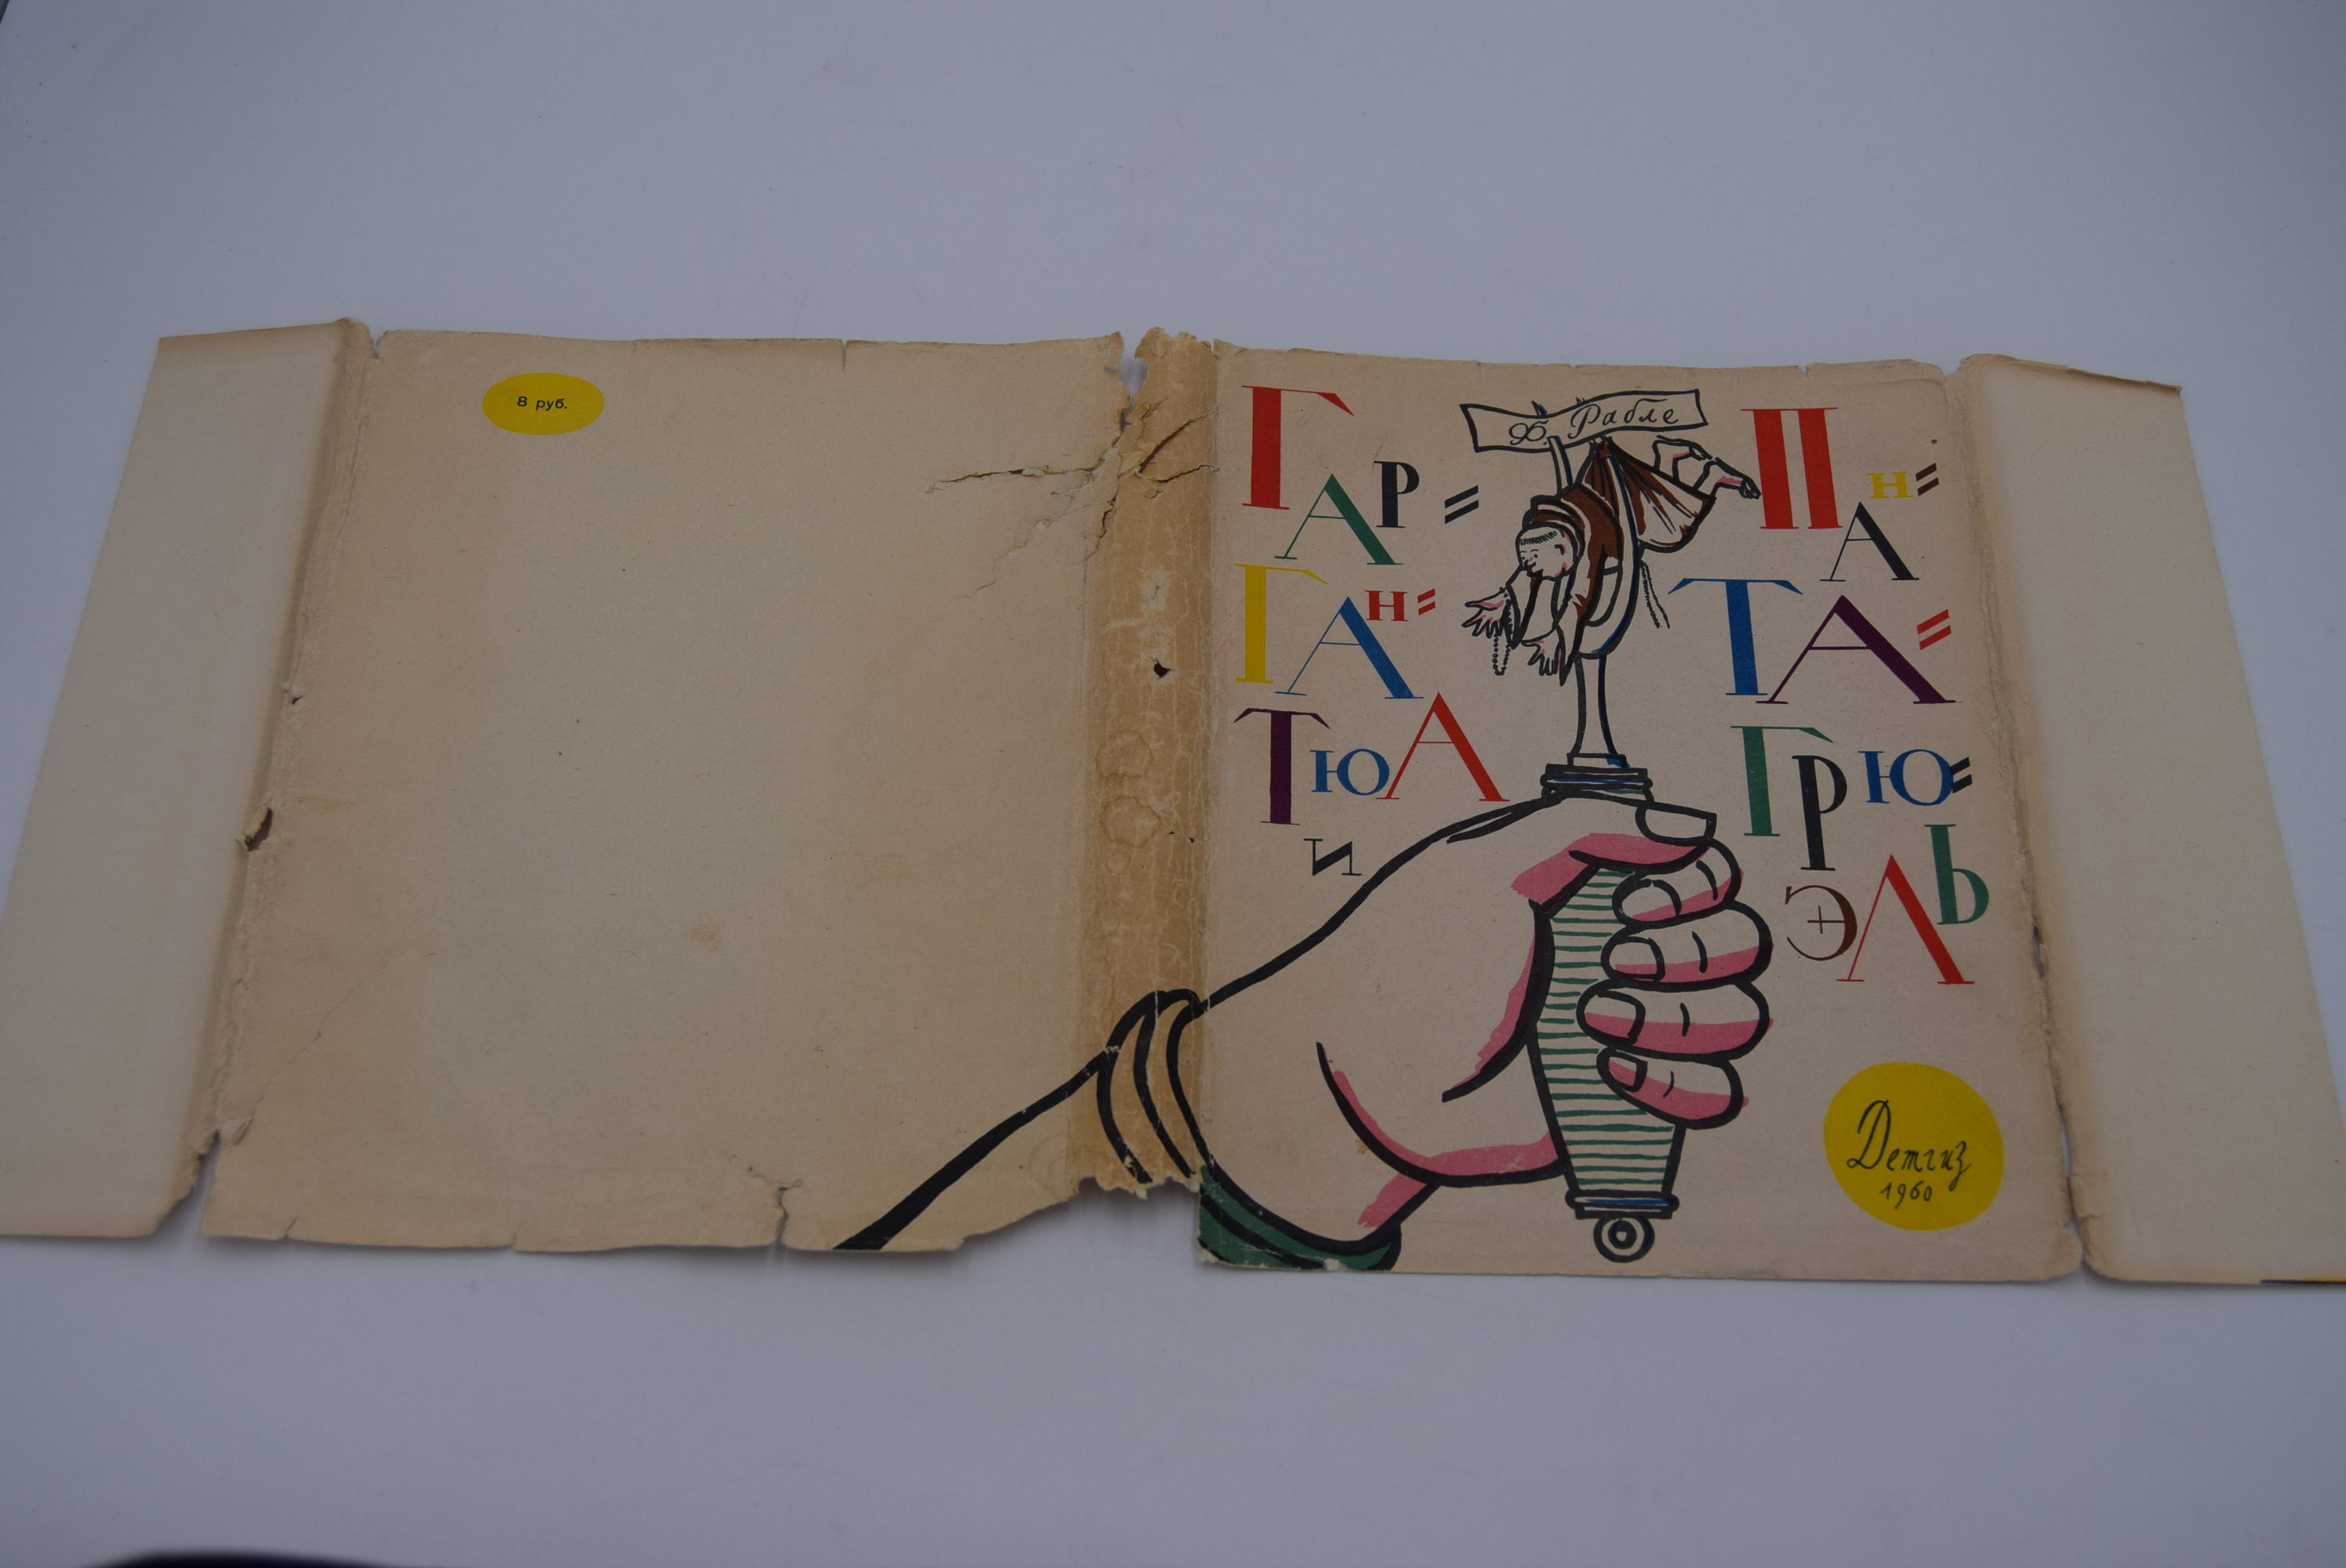 8 руб.
Ф. Рабле
ГАР=
ГАН=
ТЮА
И
ПАН=
ТА=
ГРЮ=
ЭЛЬ
Детгиз
1960